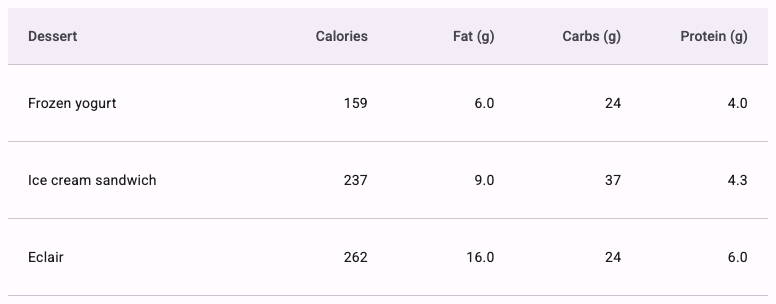 Dessert Calories Fat (g) Carbs (g) Protein (g)
Frozen yogurt 159 6.0 24 4.0
Ice cream sandwich 237 9.0 37 4.3
Eclair 262 16.0 24 6.0